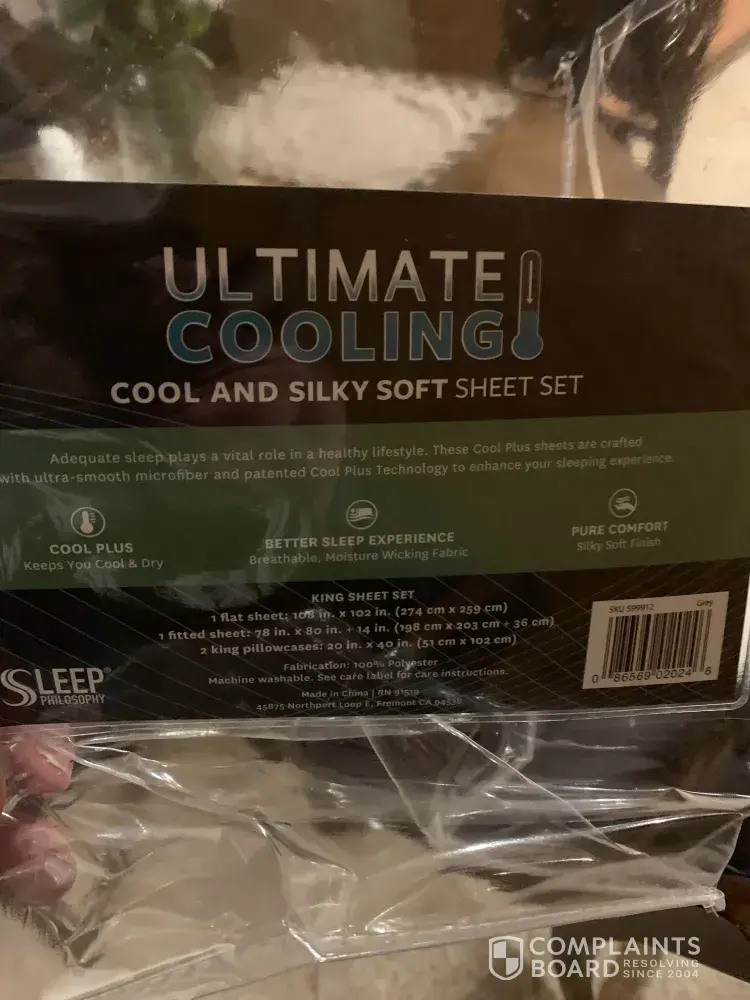 ULTIMATE
COOLING
COOL AND SILKY SOFT SHEET SET
Adequate sleep plays a vital role in a healthy lifestyle. These Cool Plus sheets are crafted
with ultra-smooth microfiber and patented Cool Plus Technology to enhance your sleeping experience.
COOL PLUS
Keeps You Cool & Dry
BETTER SLEEP EXPERIENCE
Breathable, Moisture Wicking Fabric
PURE COMFORT
Silky Soft Finish
KING SHEET SET
1 flat sheet: 108 in. x 102 in. (274 cm x 259 cm)
1 fitted sheet: 78 in. x 80 in. + 14 in. (198 cm x 203 cm + 36 cm)
2 king pillowcases: 20 in. x 40 in. (51 cm x 102 cm)
Fabrication: 100% Polyester
Machine washable. See care label for care instructions.
Made in China | RN 91519
45875 Northport Loop E, Fremont CA 94538
SLEEP®
PHILOSOPHY
SKU 599912 Grey
0 86569 02024 6
COMPLAINTS
BOARD RESOLVING
SINCE 2004